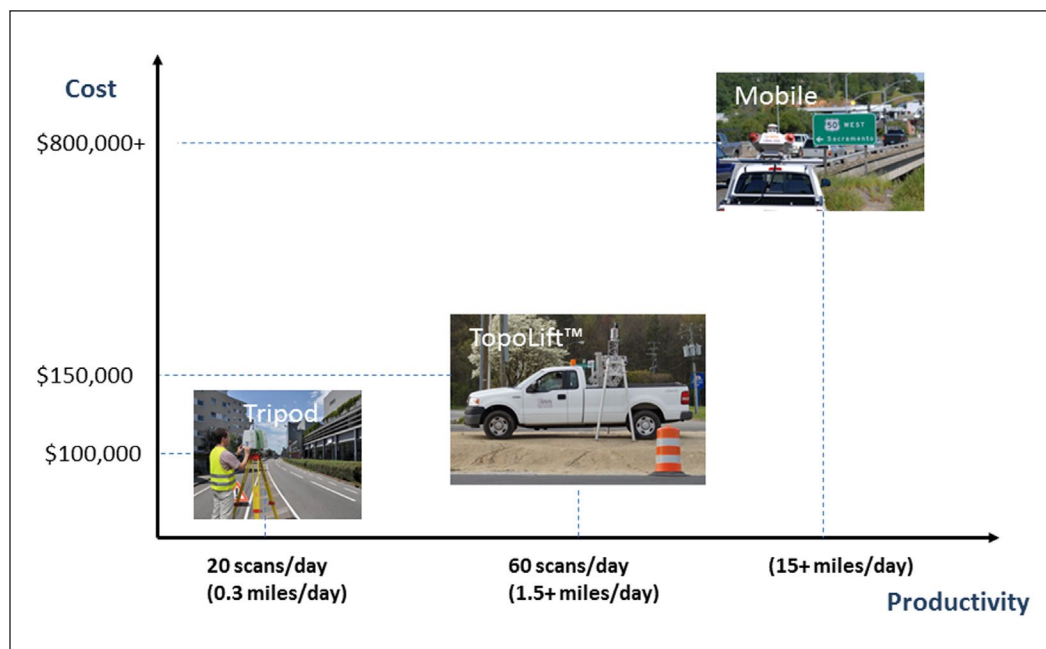 Cost
$800,000+
$150,000
$100,000
Mobile
50 WEST
Sacramento
TopoLift™
Tripod
20 scans/day
(0.3 miles/day)
60 scans/day
(1.5+ miles/day)
(15+ miles/day)
Productivity